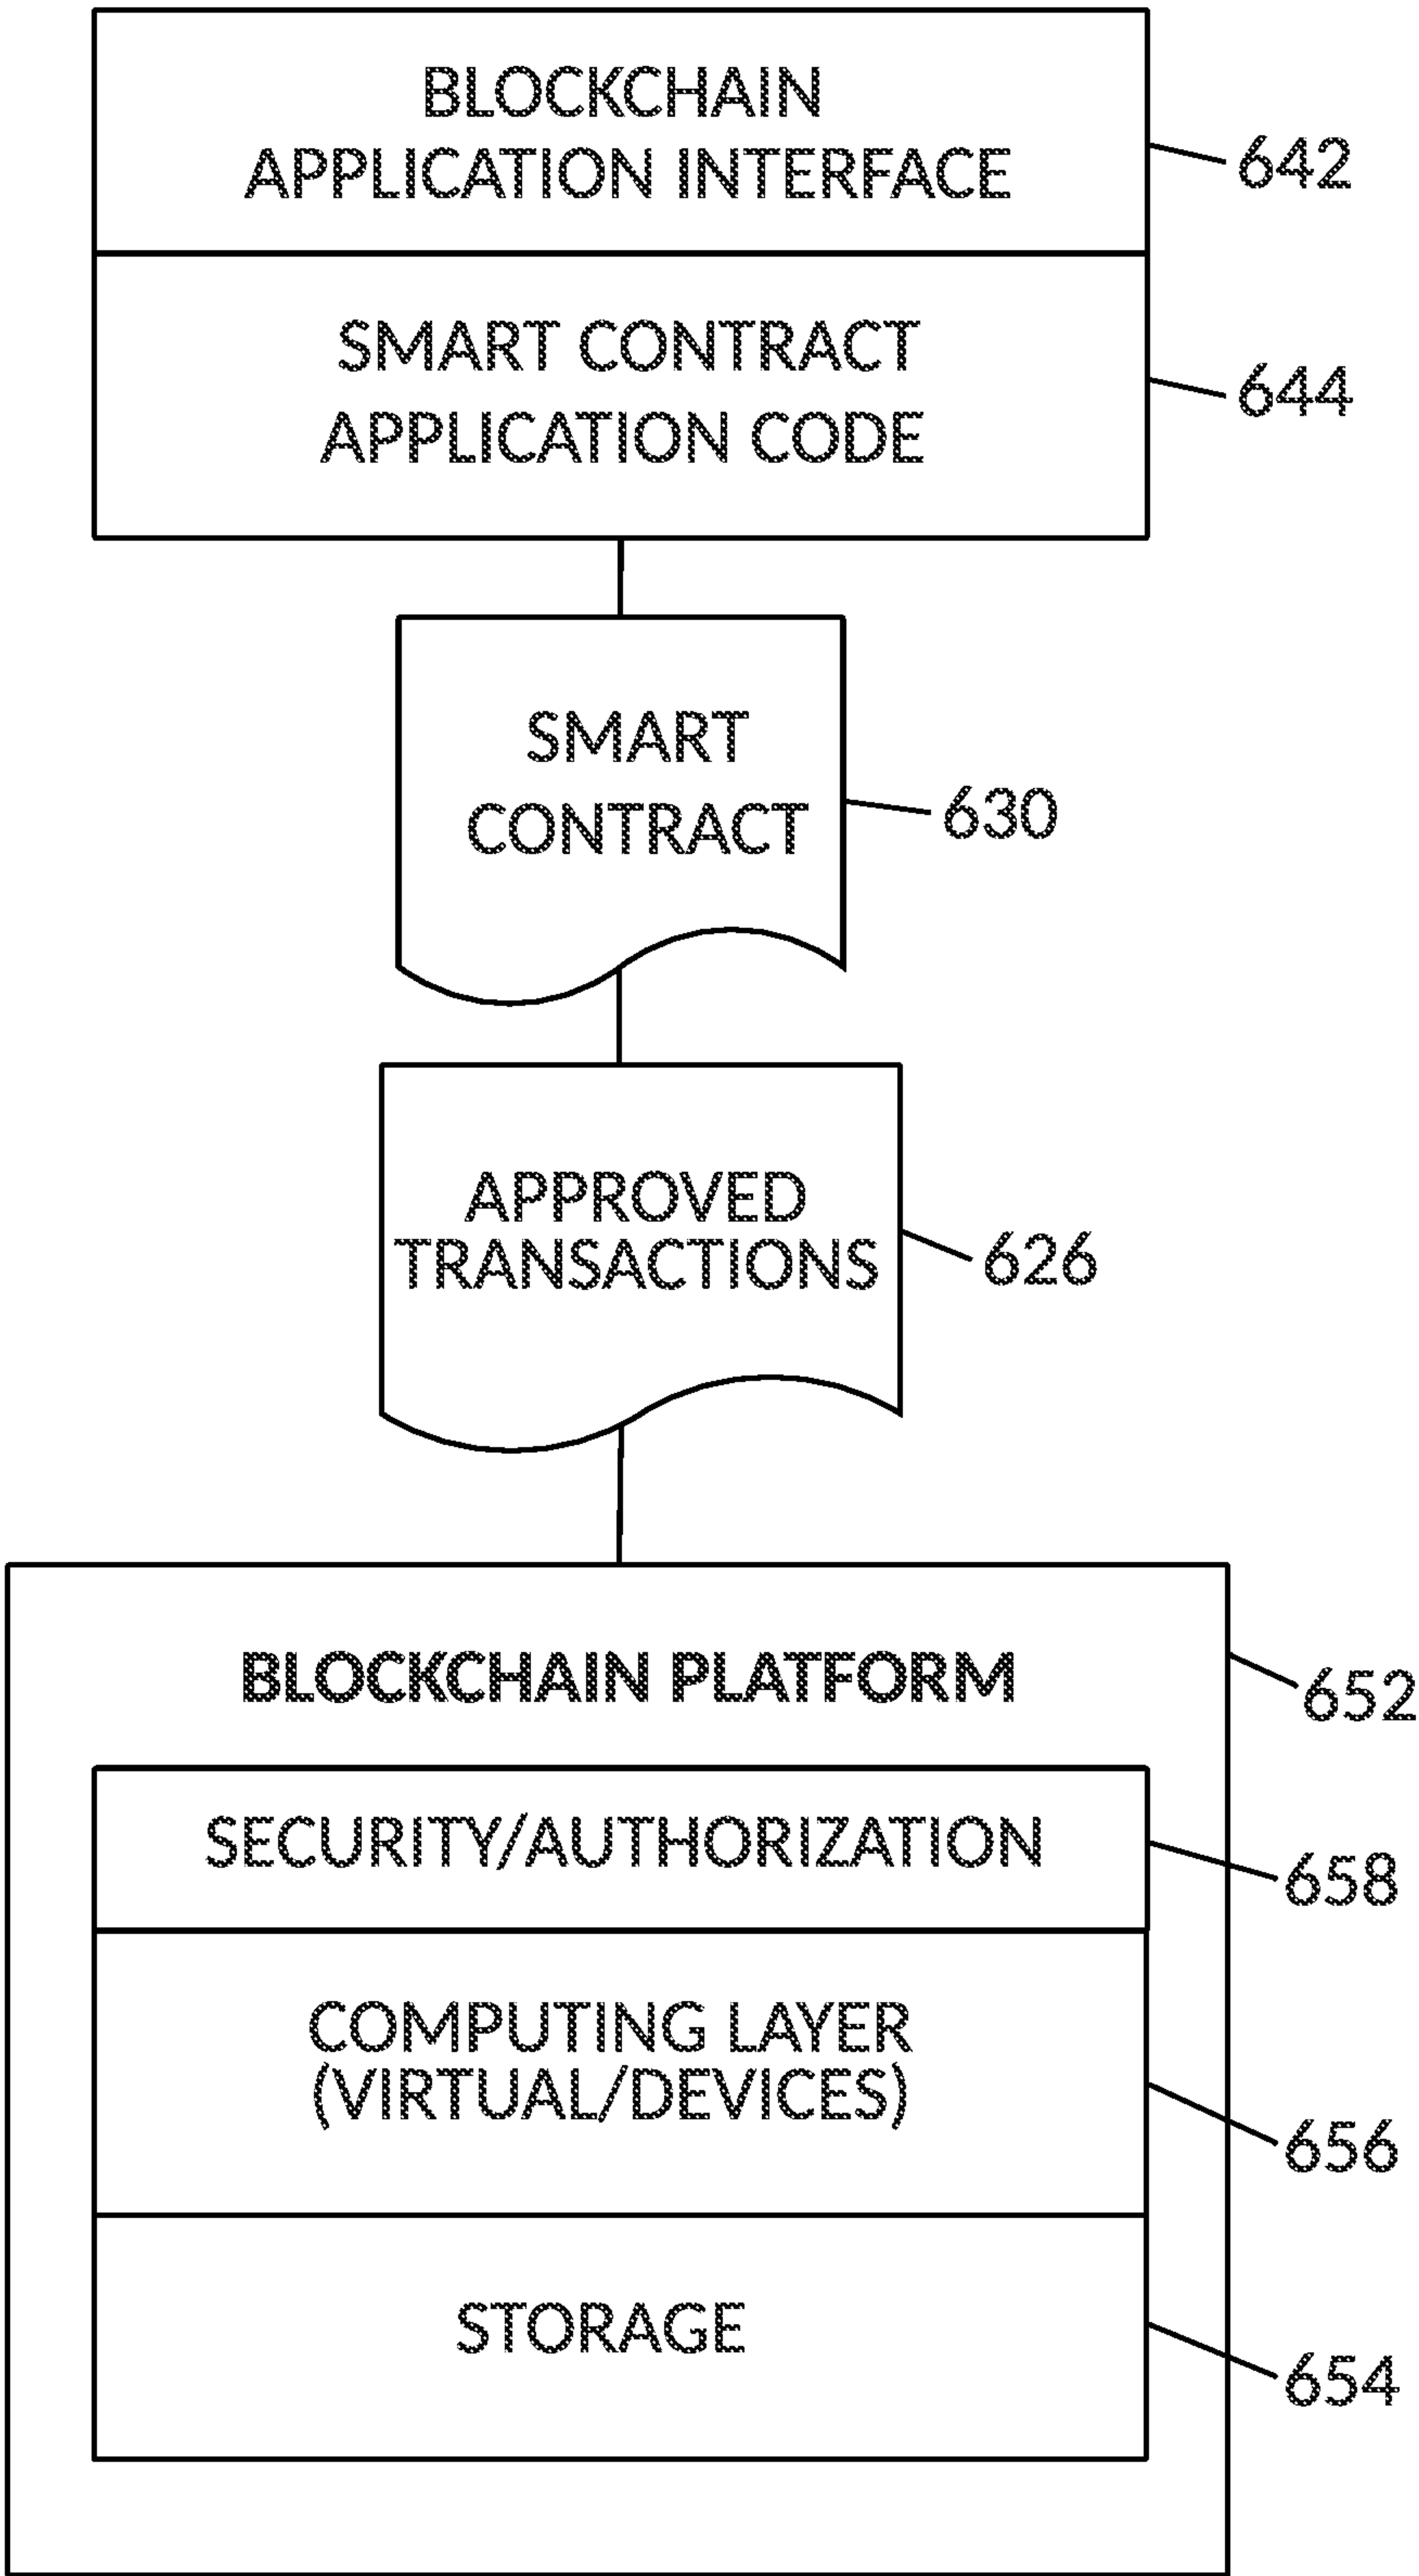 BLOCKCHAIN
APPLICATION INTERFACE
642
SMART CONTRACT
APPLICATION CODE
644
SMART
CONTRACT
630
APPROVED
TRANSACTIONS
626
BLOCKCHAIN PLATFORM
652
SECURITY/AUTHORIZATION
658
COMPUTING LAYER
(VIRTUAL/DEVICES)
656
STORAGE
654